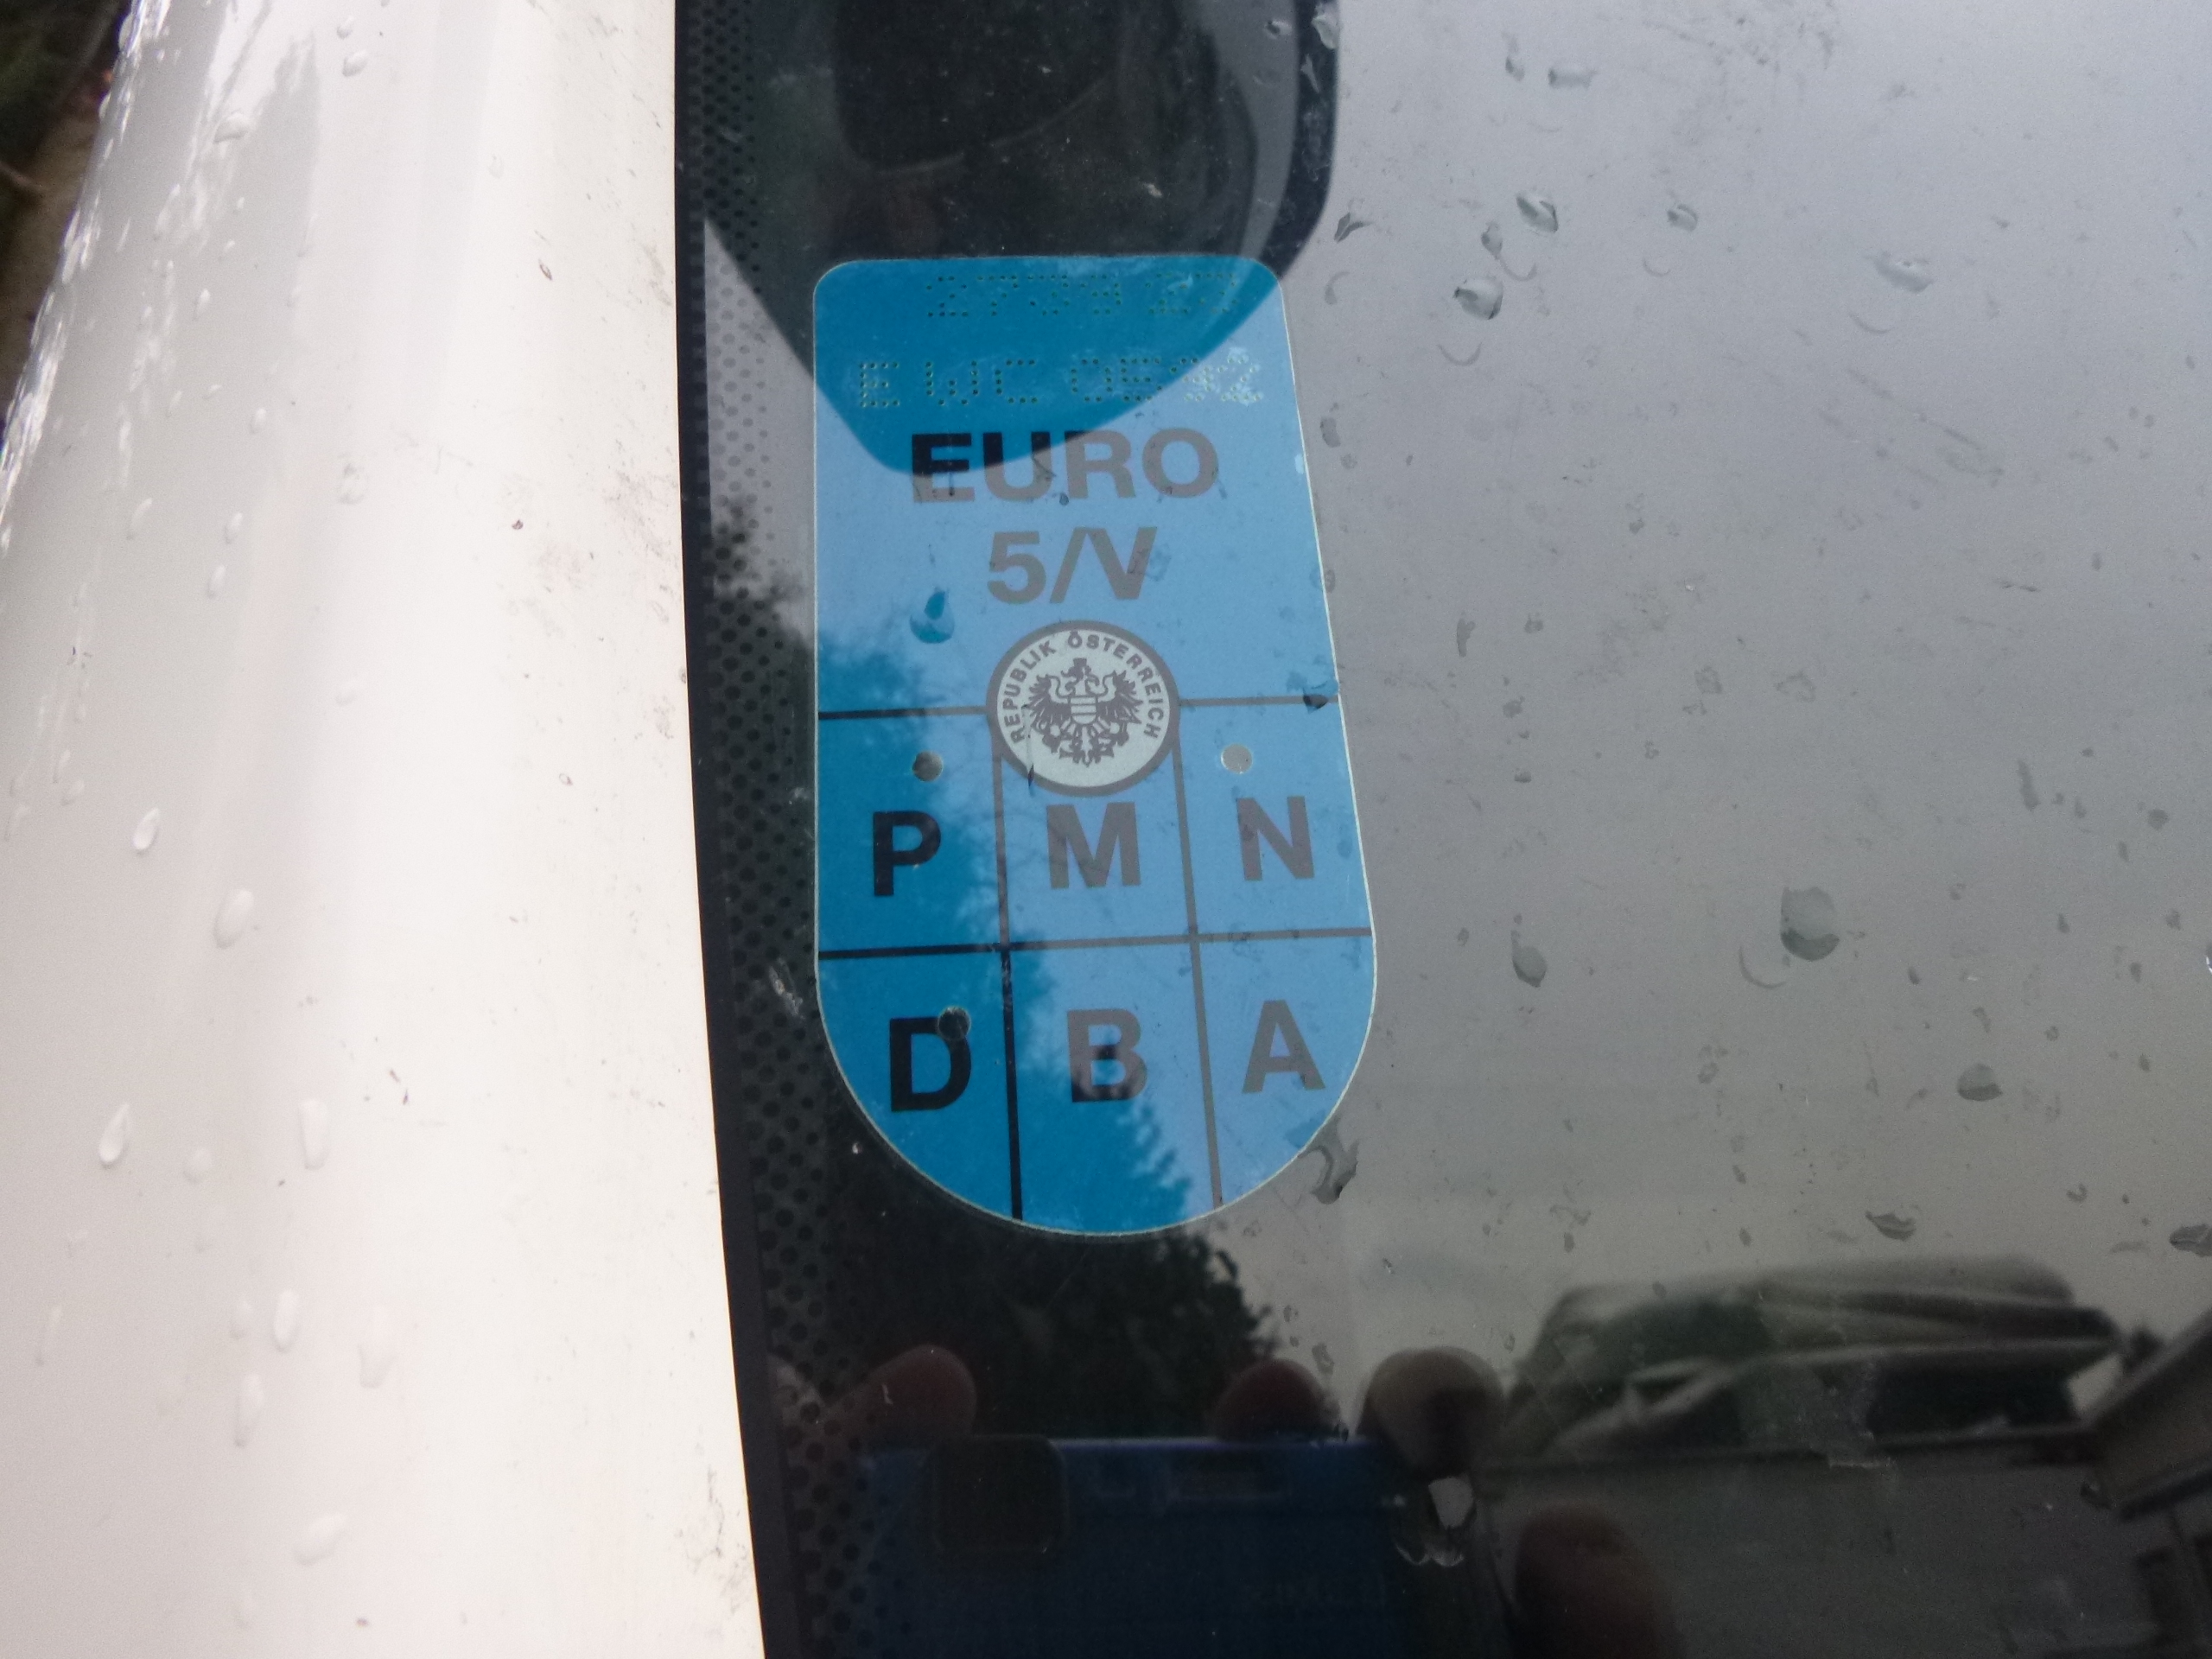 EURO
5/V
REPUBLIK ÖSTERREICH
P M N
D B A